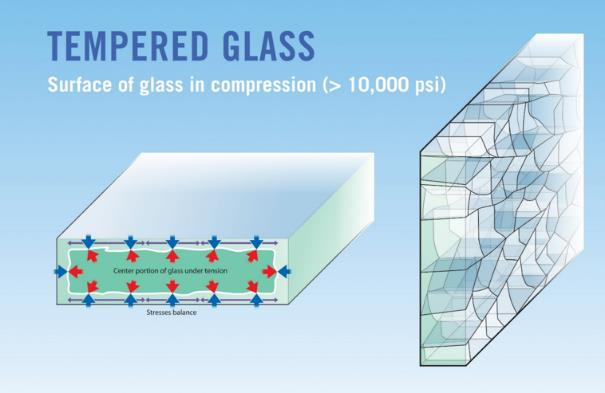 TEMPERED GLASS
Surface of glass in compression (> 10,000 psi)
Center portion of glass under tension
Stresses balance